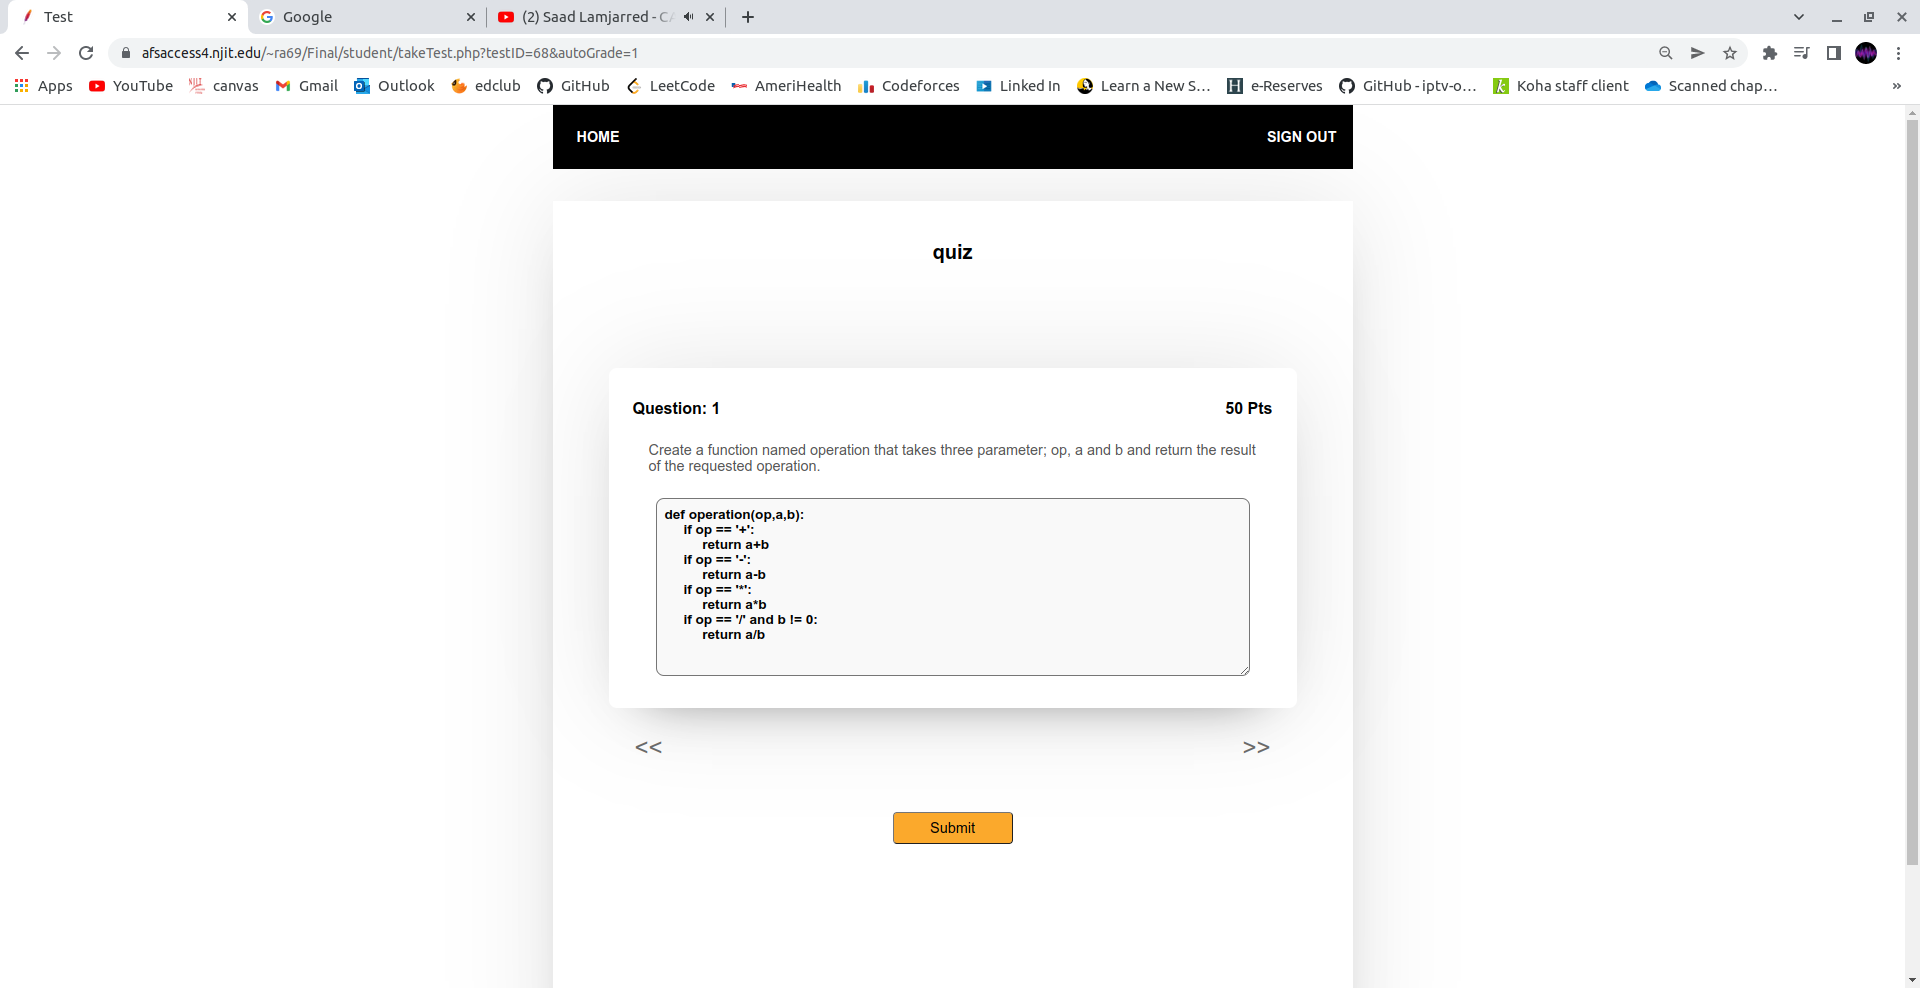 Test
Google
(2) Saad Lamjarred - CA
afsaccess4.njit.edu/~ra69/Final/student/takeTest.php?testID=68&autoGrade=1
Apps YouTube canvas Gmail Outlook edclub GitHub LeetCode AmeriHealth Codeforces Linked In Learn a New S… e-Reserves GitHub - iptv-o… Koha staff client Scanned chap… »
HOME SIGN OUT
quiz
Question: 1 50 Pts
Create a function named operation that takes three parameter; op, a and b and return the result
of the requested operation.
def operation(op,a,b):
if op == '+':
return a+b
if op == '-':
return a-b
if op == '*':
return a*b
if op == '/' and b != 0:
return a/b
<< >>
Submit